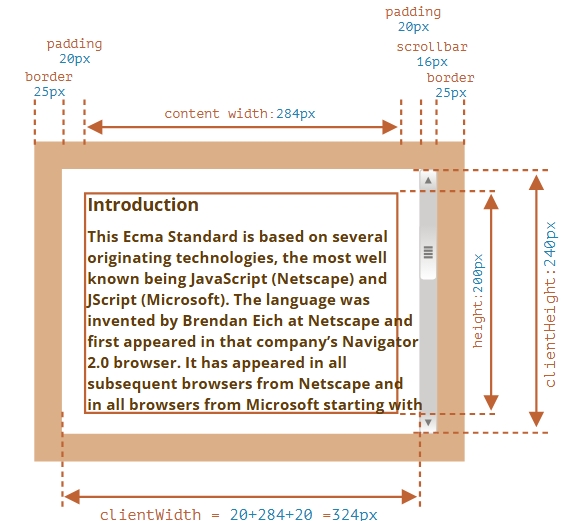 padding
20px
padding
20px
scrollbar
16px
border
25px
border
25px
content width:284px
Introduction
This Ecma Standard is based on several
originating technologies, the most well
known being JavaScript (Netscape) and
JScript (Microsoft). The language was
invented by Brendan Eich at Netscape and
first appeared in that company’s Navigator
2.0 browser. It has appeared in all
subsequent browsers from Netscape and
in all browsers from Microsoft starting with
height:200px
clientHeight:240px
clientWidth = 20+284+20 =324px